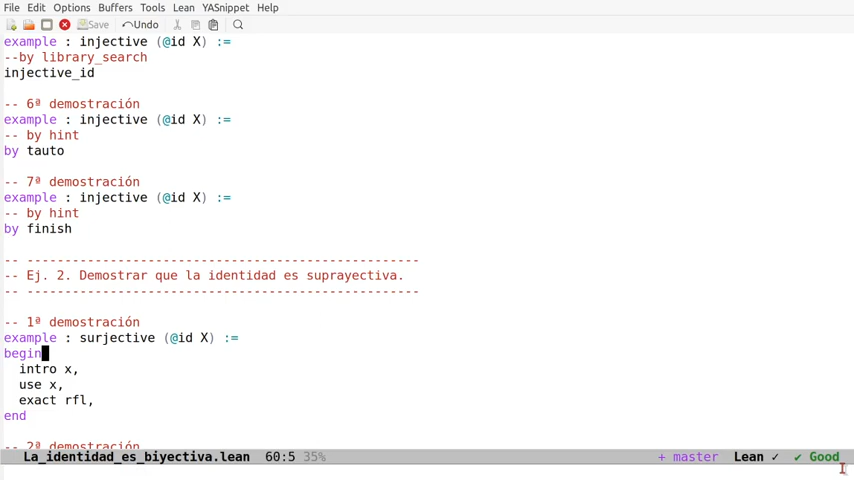 File Edit Options Buffers Tools Lean YASnippet Help
Save Undo
example : injective (@id X) :=
--by library_search
injective_id
-- 6ª demostración
example : injective (@id X) :=
-- by hint
by tauto
-- 7ª demostración
example : injective (@id X) :=
-- by hint
by finish
-- ----------------------------------------------------
-- Ej. 2. Demostrar que la identidad es suprayectiva.
-- ----------------------------------------------------
-- 1ª demostración
example : surjective (@id X) :=
begin
  intro x,
  use x,
  exact rfl,
end
-- 2ª demostración
La_identidad_es_biyectiva.lean 60:5 35% + master Lean ✓ ✔ Good